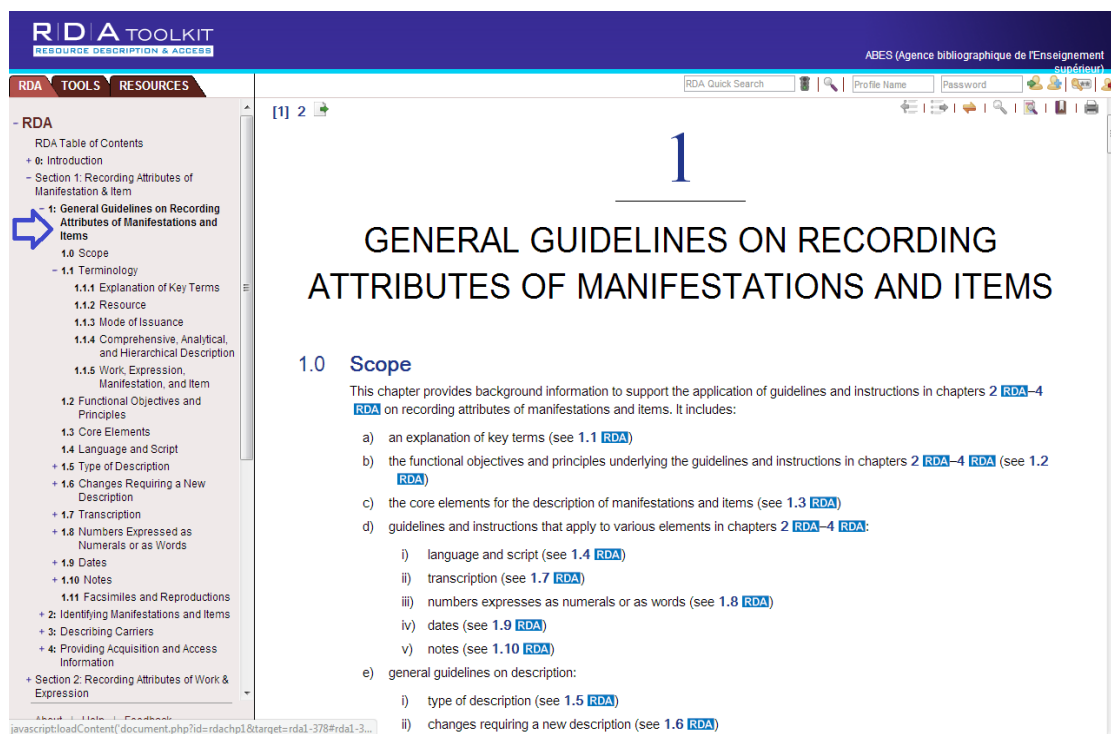 RDA TOOLKIT
RESOURCE DESCRIPTION & ACCESS
ABES (Agence bibliographique de l'Enseignement
supérieur)
RDA TOOLS RESOURCES
RDA Quick Search
Profile Name
Password
- RDA
RDA Table of Contents
+ 0: Introduction
- Section 1: Recording Attributes of
Manifestation & Item
- 1: General Guidelines on Recording
Attributes of Manifestations and
Items
1.0 Scope
- 1.1 Terminology
1.1.1 Explanation of Key Terms
1.1.2 Resource
1.1.3 Mode of Issuance
1.1.4 Comprehensive, Analytical,
and Hierarchical Description
1.1.5 Work, Expression,
Manifestation, and Item
1.2 Functional Objectives and
Principles
1.3 Core Elements
1.4 Language and Script
+ 1.5 Type of Description
+ 1.6 Changes Requiring a New
Description
+ 1.7 Transcription
+ 1.8 Numbers Expressed as
Numerals or as Words
+ 1.9 Dates
+ 1.10 Notes
1.11 Facsimiles and Reproductions
+ 2: Identifying Manifestations and Items
+ 3: Describing Carriers
+ 4: Providing Acquisition and Access
Information
+ Section 2: Recording Attributes of Work &
Expression
About | Help | Feedback
javascript:loadContent('document.php?id=rdachp1&target=rda1-378#rda1-3...
[1] 2
1
GENERAL GUIDELINES ON RECORDING
ATTRIBUTES OF MANIFESTATIONS AND ITEMS
1.0 Scope
This chapter provides background information to support the application of guidelines and instructions in chapters 2 RDA–4
RDA on recording attributes of manifestations and items. It includes:
a) an explanation of key terms (see 1.1 RDA)
b) the functional objectives and principles underlying the guidelines and instructions in chapters 2 RDA–4 RDA (see 1.2
RDA)
c) the core elements for the description of manifestations and items (see 1.3 RDA)
d) guidelines and instructions that apply to various elements in chapters 2 RDA–4 RDA:
i) language and script (see 1.4 RDA)
ii) transcription (see 1.7 RDA)
iii) numbers expresses as numerals or as words (see 1.8 RDA)
iv) dates (see 1.9 RDA)
v) notes (see 1.10 RDA)
e) general guidelines on description:
i) type of description (see 1.5 RDA)
ii) changes requiring a new description (see 1.6 RDA)